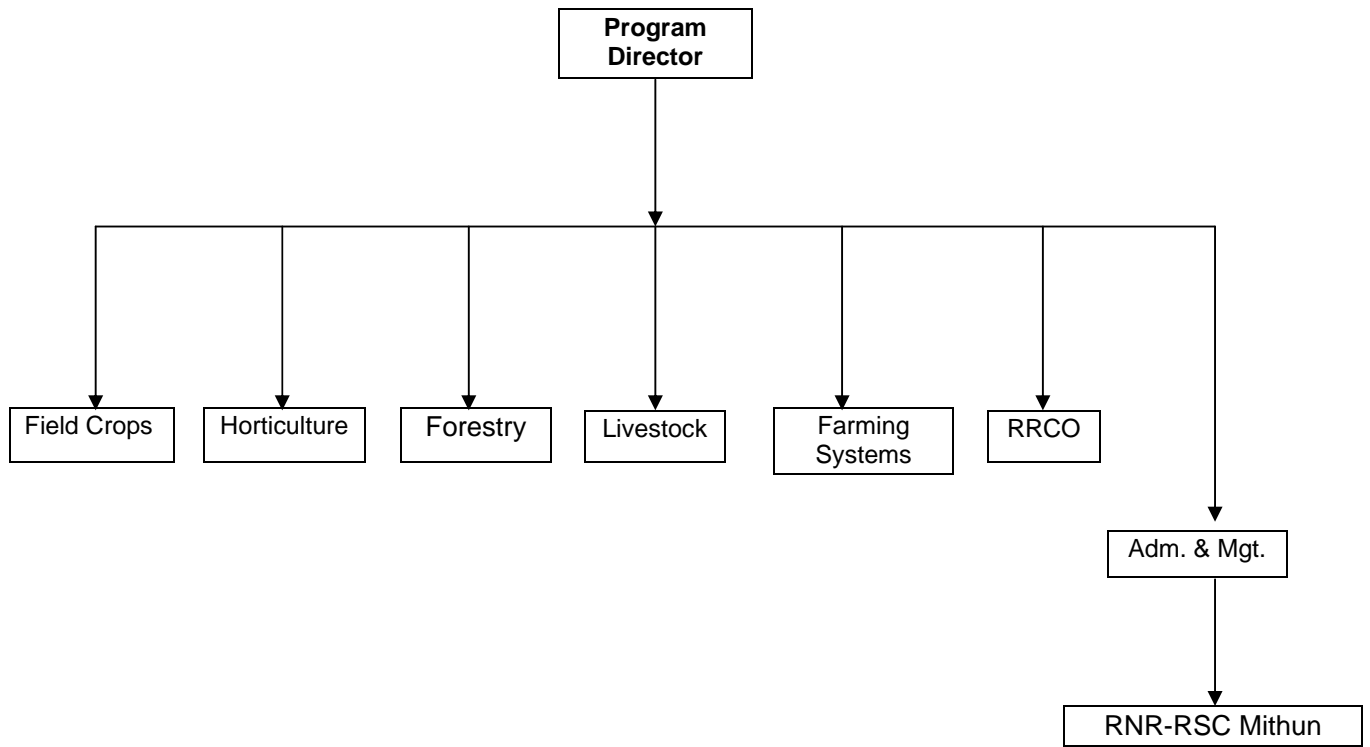 Program
Director
Field Crops
Horticulture
Forestry
Livestock
Farming
Systems
RRCO
Adm. & Mgt.
RNR-RSC Mithun